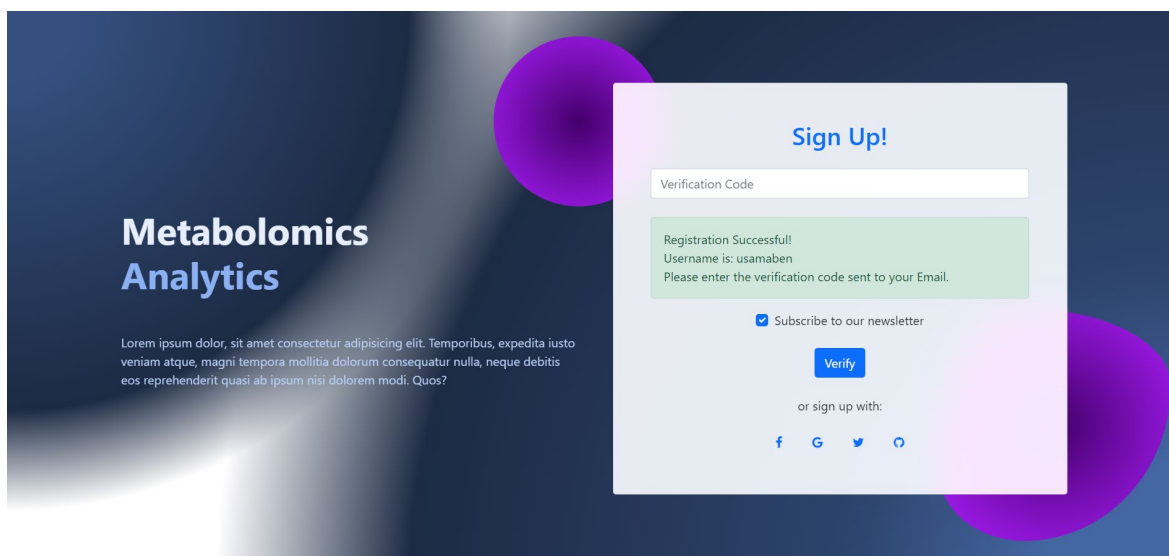 Metabolomics
Analytics
Lorem ipsum dolor, sit amet consectetur adipisicing elit. Temporibus, expedita iusto
veniam atque, magni tempora mollitia dolorum consequatur nulla, neque debitis
eos reprehenderit quasi ab ipsum nisi dolorem modi. Quos?
Sign Up!
Verification Code
Registration Successful!
Username is: usamaben
Please enter the verification code sent to your Email.
Subscribe to our newsletter
Verify
or sign up with: